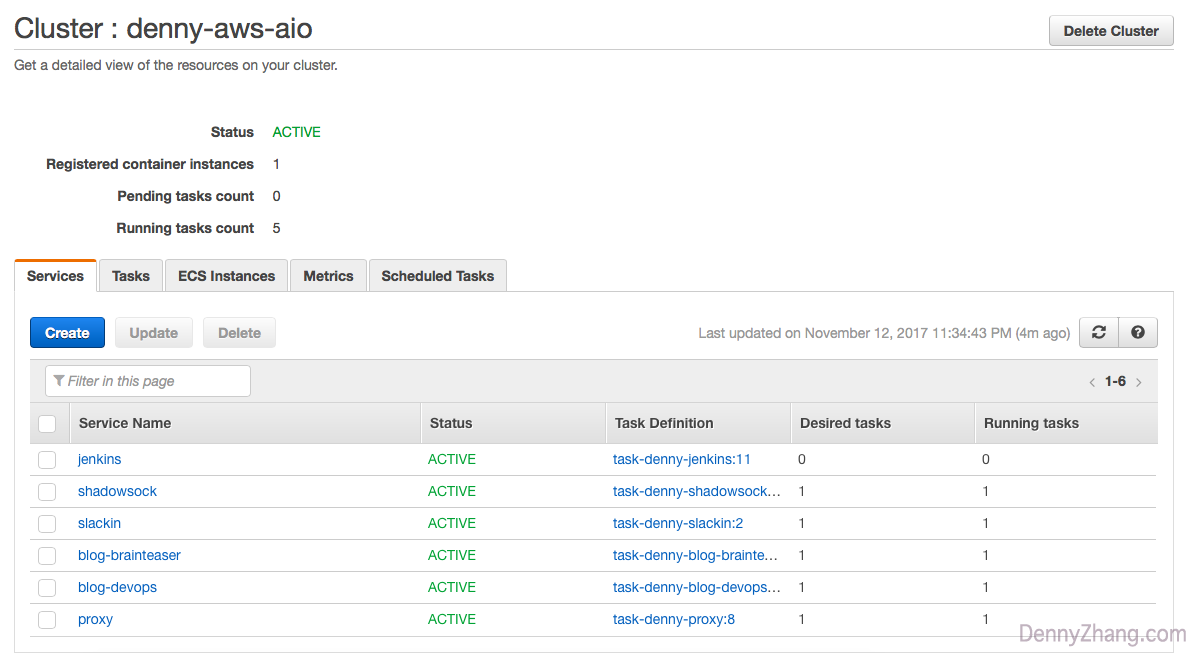 Cluster : denny-aws-aio
Delete Cluster
Get a detailed view of the resources on your cluster.
Status ACTIVE
Registered container instances 1
Pending tasks count 0
Running tasks count 5
Services Tasks ECS Instances Metrics Scheduled Tasks
Create Update Delete Last updated on November 12, 2017 11:34:43 PM (4m ago)
Filter in this page < 1-6 >
Service Name Status Task Definition Desired tasks Running tasks
jenkins ACTIVE task-denny-jenkins:11 0 0
shadowsock ACTIVE task-denny-shadowsock... 1 1
slackin ACTIVE task-denny-slackin:2 1 1
blog-brainteaser ACTIVE task-denny-blog-brainte... 1 1
blog-devops ACTIVE task-denny-blog-devops... 1 1
proxy ACTIVE task-denny-proxy:8 1 1
DennyZhang.com